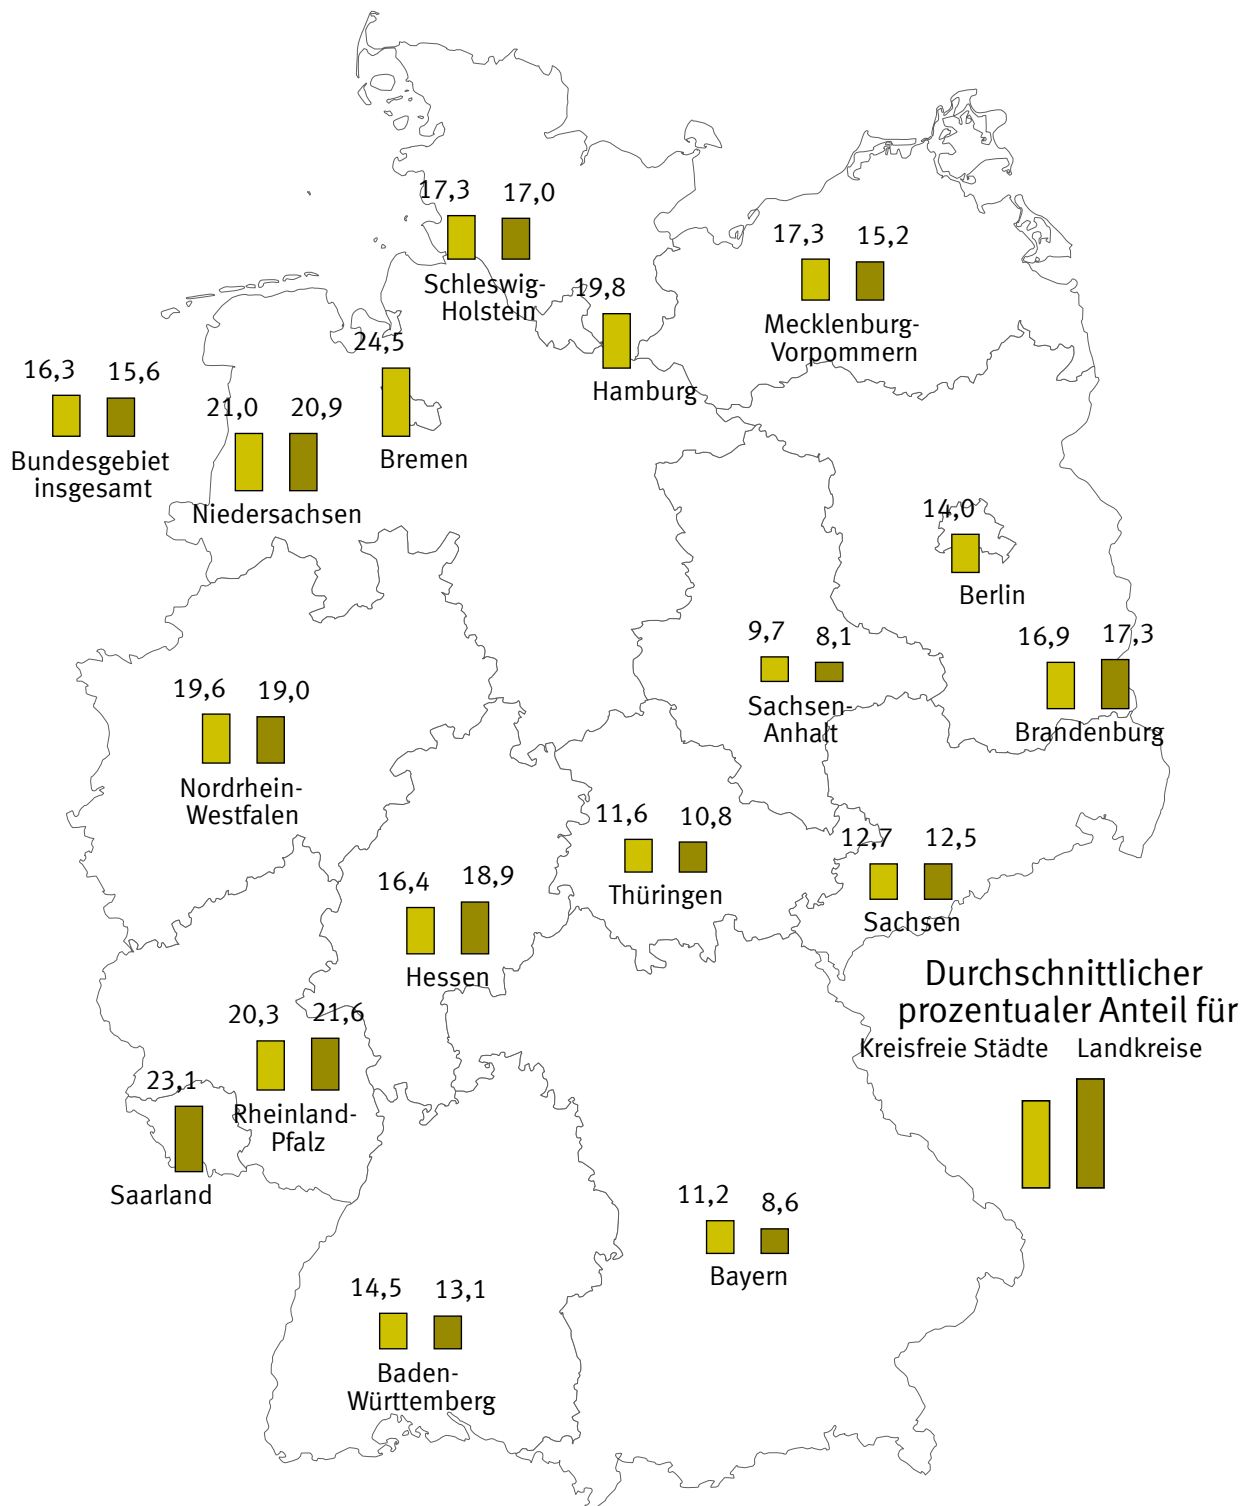 17,3 17,0
Schleswig-
Holstein
17,3 15,2
Mecklenburg-
Vorpommern
19,8
Hamburg
24,5
Bremen
16,3 15,6
Bundesgebiet
insgesamt
21,0 20,9
Niedersachsen
14,0
Berlin
9,7 8,1
Sachsen-
Anhalt
16,9 17,3
Brandenburg
19,6 19,0
Nordrhein-
Westfalen
11,6 10,8
Thüringen
12,7 12,5
Sachsen
16,4 18,9
Hessen
Durchschnittlicher
prozentualer Anteil für
Kreisfreie Städte Landkreise
20,3 21,6
Rheinland-
Pfalz
23,1
Saarland
11,2 8,6
Bayern
14,5 13,1
Baden-
Württemberg